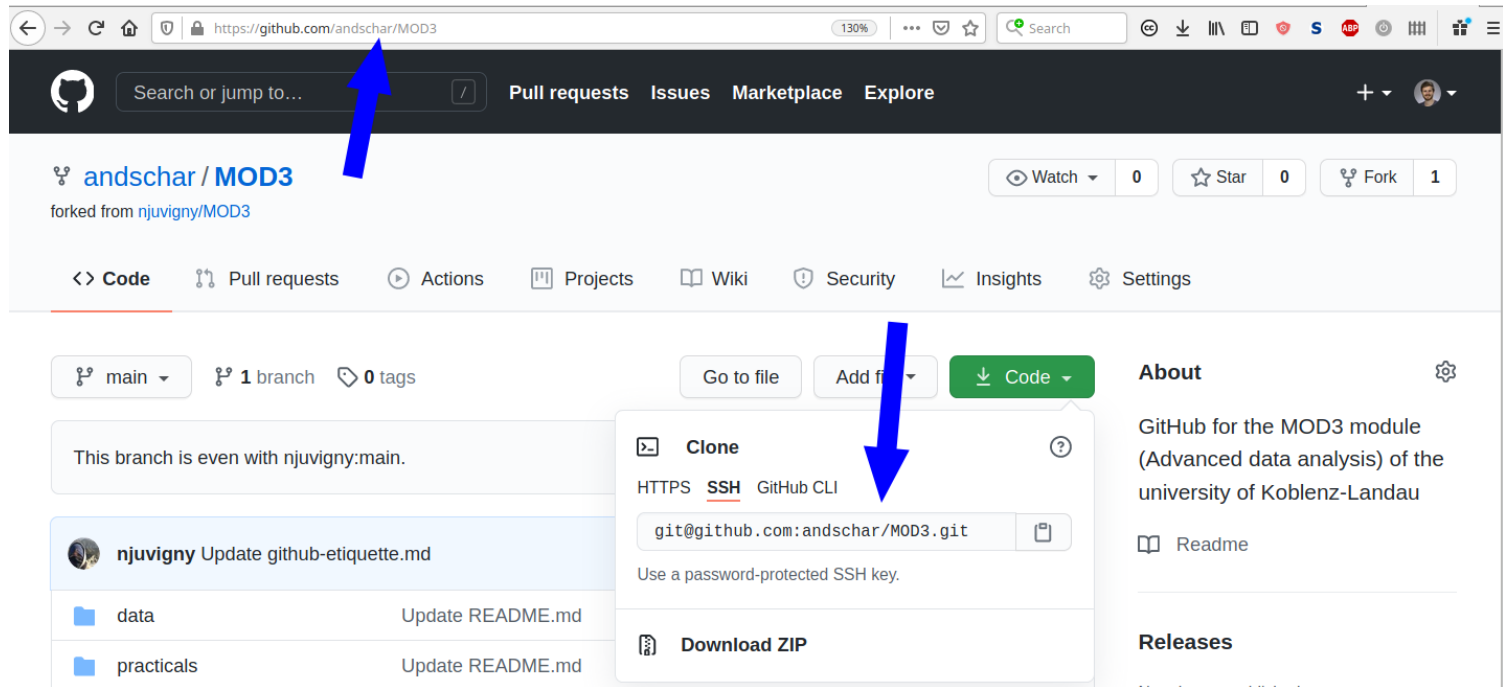 https://github.com/andschar/MOD3 130% Search
Search or jump to… / Pull requests Issues Marketplace Explore
andschar / MOD3 Watch 0 Star 0 Fork 1
forked from njuvigny/MOD3
Code Pull requests Actions Projects Wiki Security Insights Settings
main 1 branch 0 tags Go to file Add Code About
GitHub for the MOD3 module
(Advanced data analysis) of the
university of Koblenz-Landau
Readme
This branch is even with njuvigny:main.
Clone
HTTPS SSH GitHub CLI
git@github.com:andschar/MOD3.git
Use a password-protected SSH key.
Download ZIP
njuvigny Update github-etiquette.md
data Update README.md
practicals Update README.md
Releases